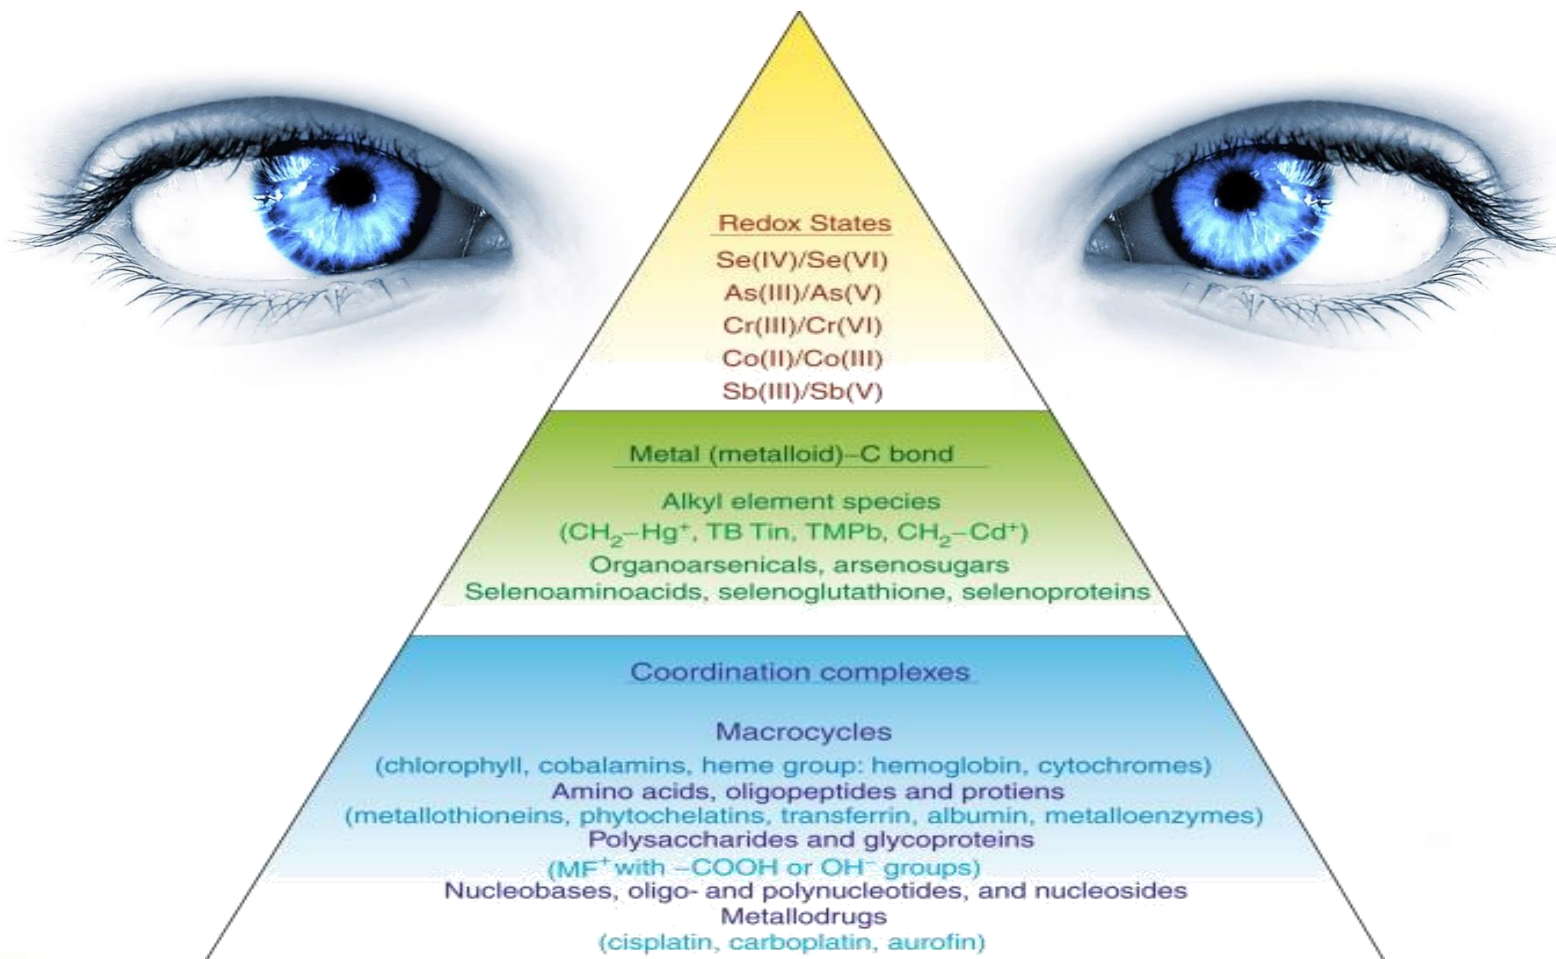 Redox States
Se(IV)/Se(VI)
As(III)/As(V)
Cr(III)/Cr(VI)
Co(II)/Co(III)
Sb(III)/Sb(V)
Metal (metalloid)–C bond
Alkyl element species
(CH₂–Hg⁺, TB Tin, TMPb, CH₂–Cd⁺)
Organoarsenicals, arsenosugars
Selenoaminoacids, selenoglutathione, selenoproteins
Coordination complexes
Macrocycles
(chlorophyll, cobalamins, heme group: hemoglobin, cytochromes)
Amino acids, oligopeptides and protiens
(metallothioneins, phytochelatins, transferrin, albumin, metalloenzymes)
Polysaccharides and glycoproteins
(MF⁺ with –COOH or OH⁻ groups)
Nucleobases, oligo- and polynucleotides, and nucleosides
Metallodrugs
(cisplatin, carboplatin, aurofin)